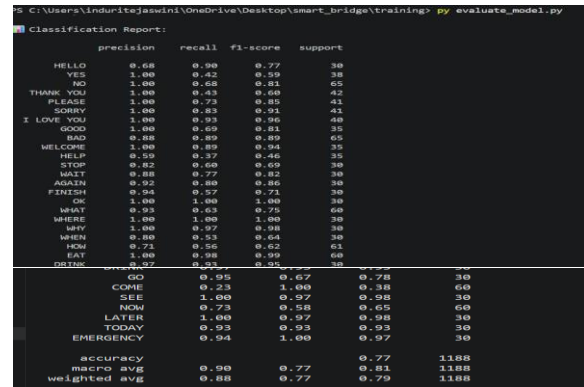 PS C:\Users\induritejaswini\OneDrive\Desktop\smart_bridge\training> py evaluate_model.py
Classification Report:
precision recall f1-score support
HELLO 0.68 0.90 0.77 30
YES 1.00 0.42 0.59 38
NO 1.00 0.68 0.81 65
THANK YOU 1.00 0.43 0.60 42
PLEASE 1.00 0.73 0.85 41
SORRY 1.00 0.83 0.91 41
I LOVE YOU 1.00 0.93 0.96 40
GOOD 1.00 0.69 0.81 35
BAD 0.88 0.89 0.89 65
WELCOME 1.00 0.89 0.94 35
HELP 0.59 0.37 0.46 35
STOP 0.82 0.60 0.69 30
WAIT 0.88 0.77 0.82 30
AGAIN 0.92 0.80 0.86 30
FINISH 0.94 0.57 0.71 30
OK 1.00 1.00 1.00 30
WHAT 0.93 0.63 0.75 60
WHERE 1.00 1.00 1.00 30
WHY 1.00 0.97 0.98 30
WHEN 0.80 0.53 0.64 30
HOW 0.71 0.56 0.62 61
EAT 1.00 0.98 0.99 60
DRINK 0.97 0.93 0.95 30
GO 0.95 0.67 0.78 30
COME 0.23 1.00 0.38 60
SEE 1.00 0.97 0.98 30
NOW 0.73 0.58 0.65 60
LATER 1.00 0.97 0.98 30
TODAY 0.93 0.93 0.93 30
EMERGENCY 0.94 1.00 0.97 30
accuracy 0.77 1188
macro avg 0.90 0.77 0.81 1188
weighted avg 0.88 0.77 0.79 1188